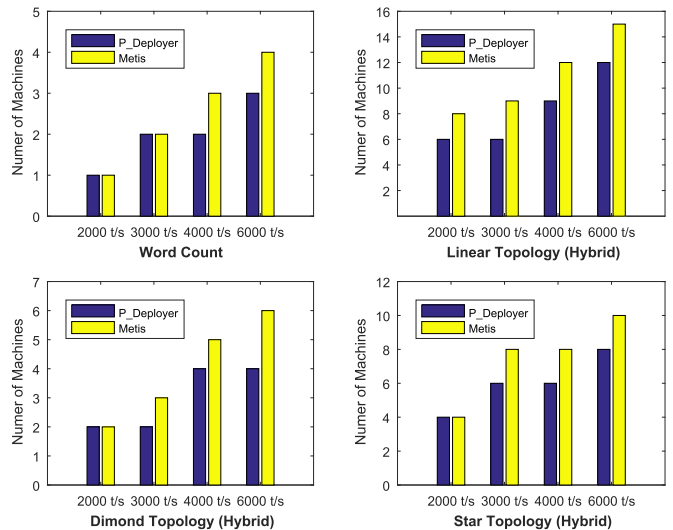 5
4
3
2
1
0
Numer of Machines
P_Deployer
Metis
2000 t/s 3000 t/s 4000 t/s 6000 t/s
Word Count
16
14
12
10
8
6
4
2
Numer of Machines
P_Deployer
Metis
2000 t/s 3000 t/s 4000 t/s 6000 t/s
Linear Topology (Hybrid)
7
6
5
4
3
2
1
0
Numer of Machines
P_Deployer
Metis
2000 t/s 3000 t/s 4000 t/s 6000 t/s
Dimond Topology (Hybrid)
12
10
8
6
4
2
0
Numer of Machines
P_Deployer
Metis
2000 t/s 3000 t/s 4000 t/s 6000 t/s
Star Topology (Hybrid)